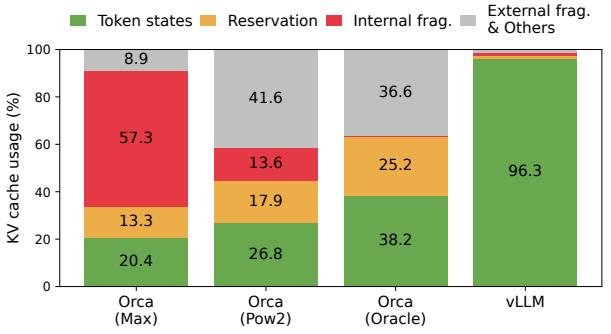 Token states
Reservation
Internal frag.
External frag.
& Others
KV cache usage (%)
100
80
60
40
20
0
8.9
57.3
13.3
20.4
41.6
13.6
17.9
26.8
36.6
25.2
38.2
96.3
Orca
(Max)
Orca
(Pow2)
Orca
(Oracle)
vLLM